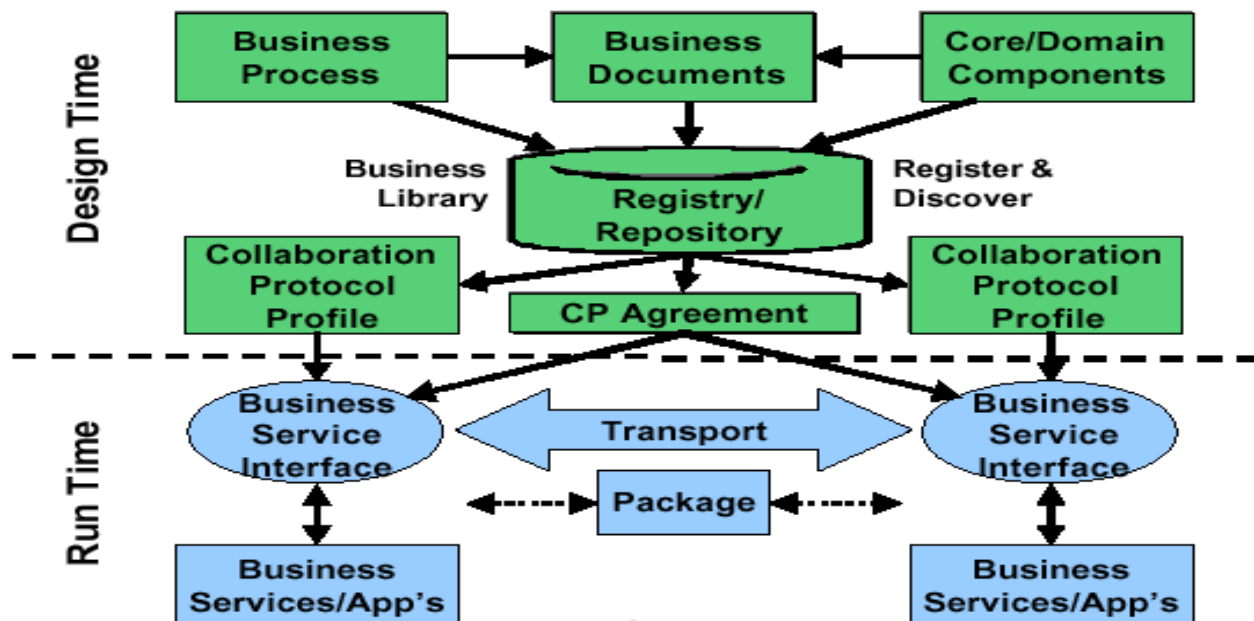 Design Time
Business
Process
Business
Documents
Core/Domain
Components
Business
Library
Registry/
Repository
Register &
Discover
Collaboration
Protocol
Profile
CP Agreement
Collaboration
Protocol
Profile
Run Time
Business
Service
Interface
Transport
Business
Service
Interface
Package
Business
Services/App's
Business
Services/App's